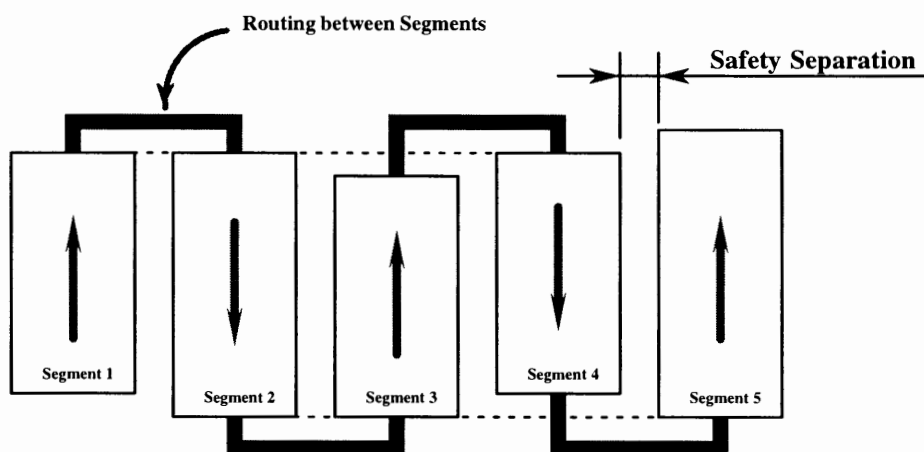 Routing between Segments
Safety Separation
Segment 1
Segment 2
Segment 3
Segment 4
Segment 5